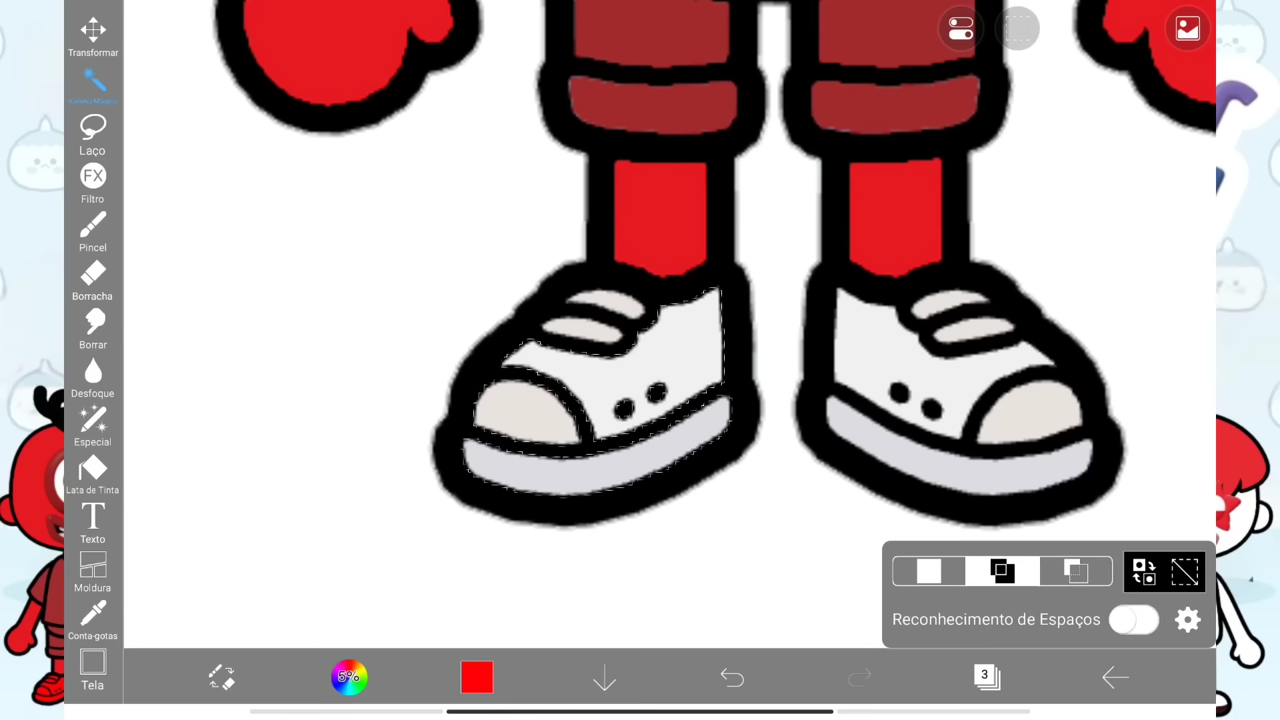 Transformar
Laço
FX
Filtro
Pincel
Borracha
Borrar
Desfoque
Especial
Lata de Tinta
T
Texto
Moldura
Conta-gotas
Tela
Reconhecimento de Espaços
5%
3